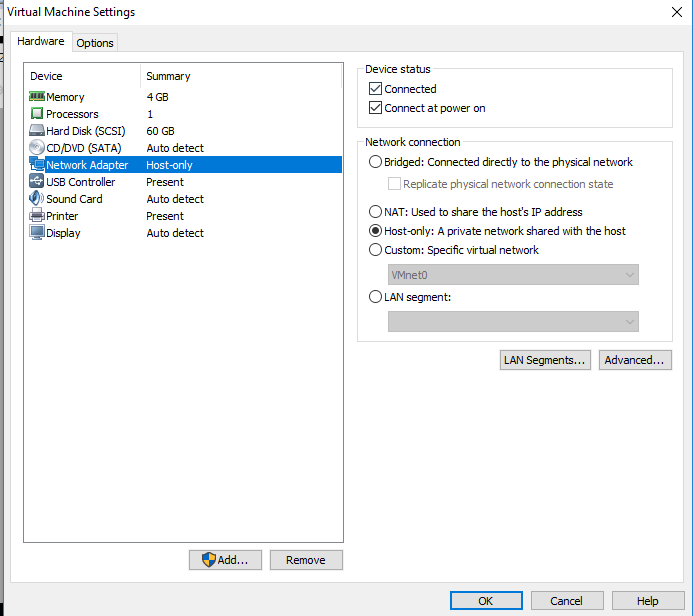 Virtual Machine Settings
Hardware Options
Device Summary
Memory 4 GB
Processors 1
Hard Disk (SCSI) 60 GB
CD/DVD (SATA) Auto detect
Network Adapter Host-only
USB Controller Present
Sound Card Auto detect
Printer Present
Display Auto detect
Add... Remove
Device status
Connected
Connect at power on
Network connection
Bridged: Connected directly to the physical network
Replicate physical network connection state
NAT: Used to share the host's IP address
Host-only: A private network shared with the host
Custom: Specific virtual network
VMnet0
LAN segment:
LAN Segments... Advanced...
OK Cancel Help